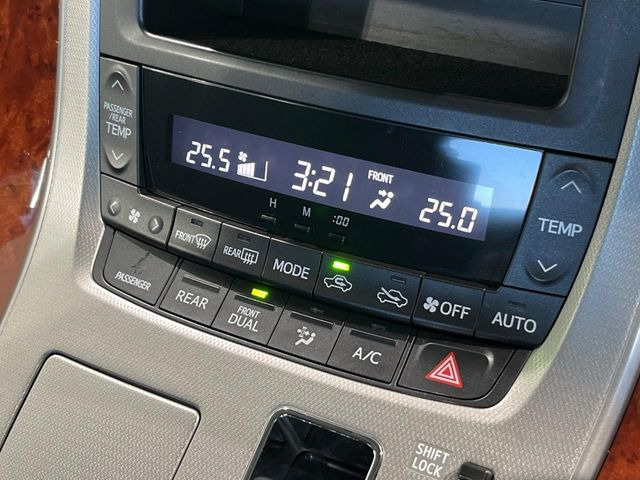 PASSENGER
/REAR
TEMP
25.5
3:21
FRONT
25.0
H
M
:00
TEMP
FRONT
REAR
MODE
OFF
AUTO
PASSENGER
REAR
FRONT
DUAL
A/C
SHIFT
LOCK